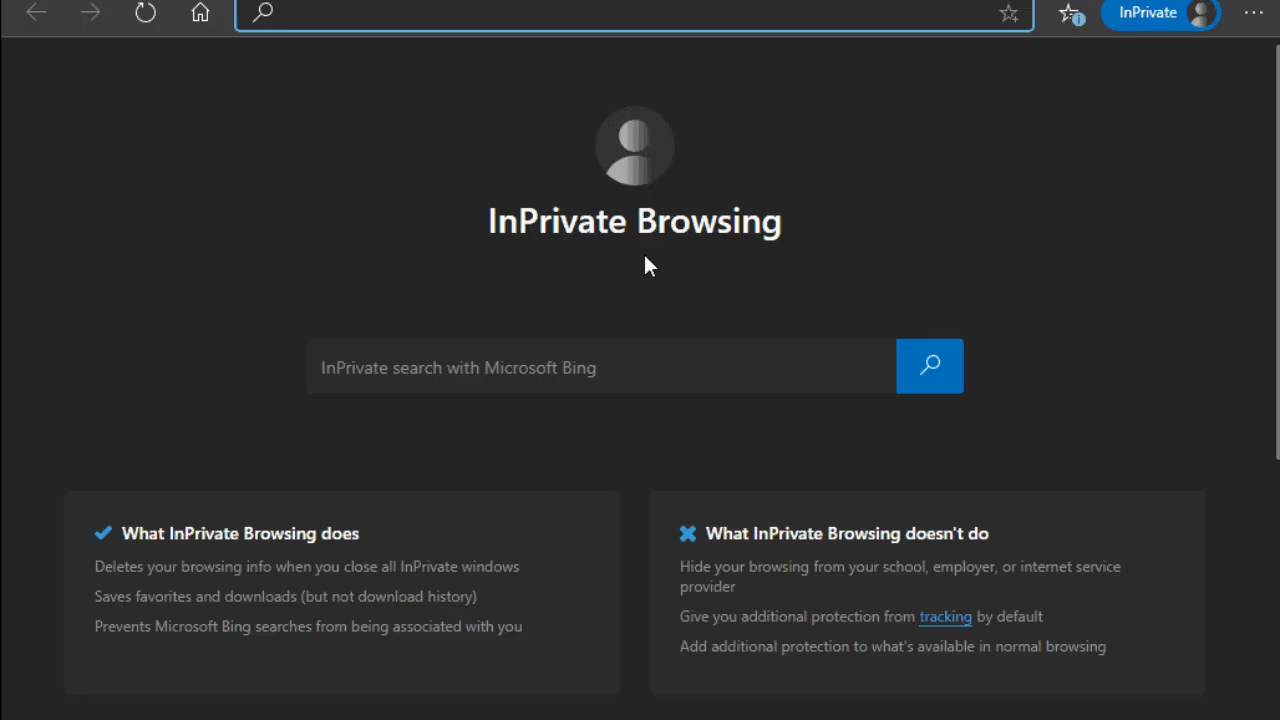 InPrivate
InPrivate Browsing
InPrivate search with Microsoft Bing
What InPrivate Browsing does
Deletes your browsing info when you close all InPrivate windows
Saves favorites and downloads (but not download history)
Prevents Microsoft Bing searches from being associated with you
What InPrivate Browsing doesn't do
Hide your browsing from your school, employer, or internet service
provider
Give you additional protection from tracking by default
Add additional protection to what's available in normal browsing